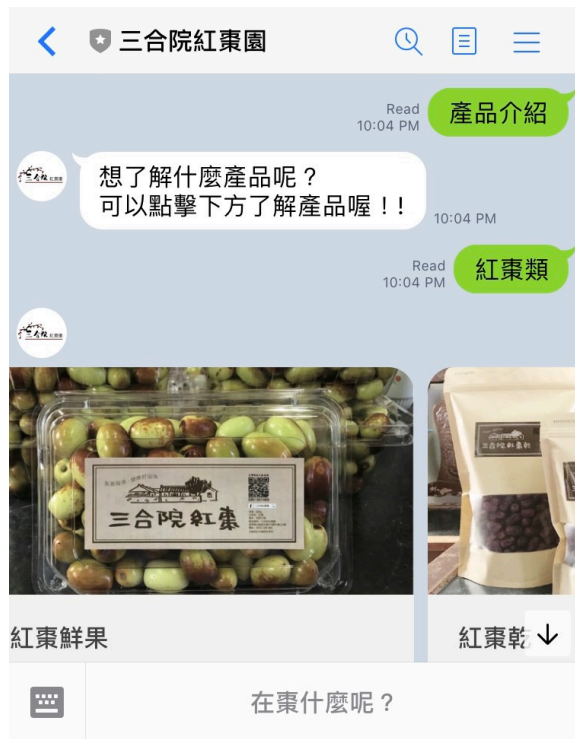 三合院紅棗園
Read
10:04 PM
產品介紹
想了解什麼產品呢？
可以點擊下方了解產品喔！！
10:04 PM
Read
10:04 PM
紅棗類
三合院紅棗
三合院紅棗乾
紅棗鮮果
紅棗乾
在棗什麼呢？